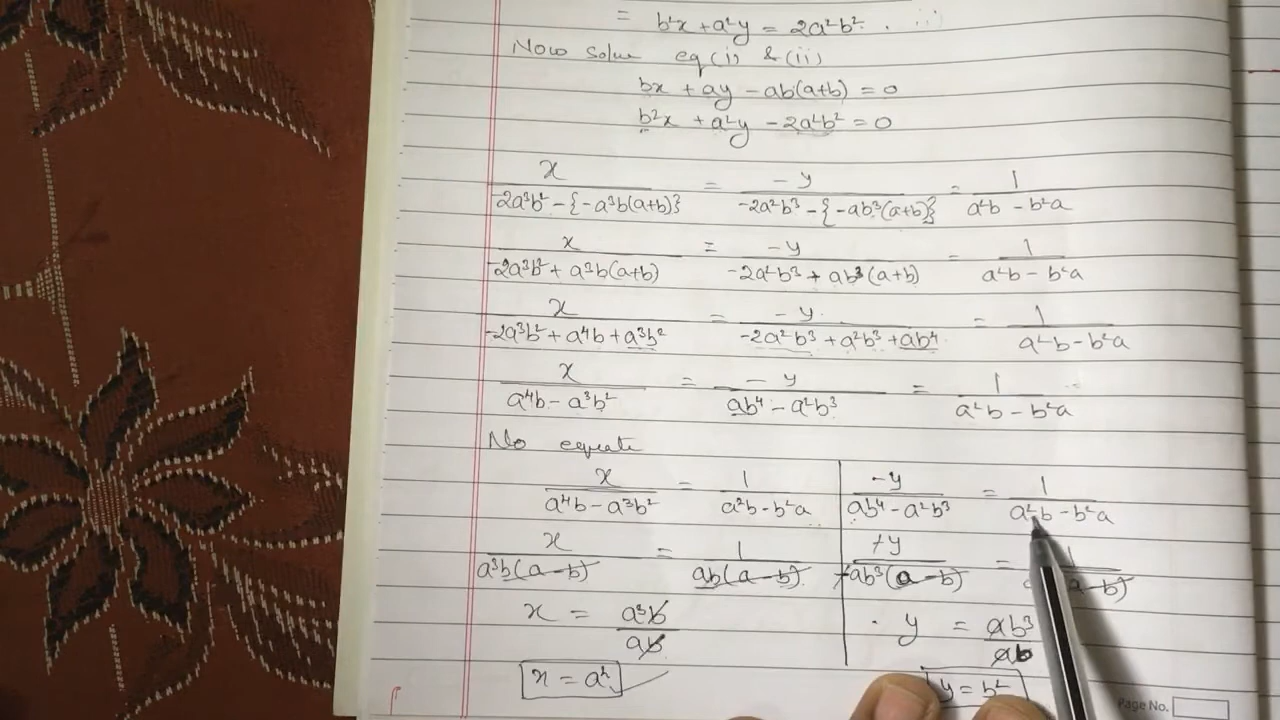 = b²x + a²y = 2a²b².
Now solve eq (i) & (ii)
bx + ay - ab(a+b) = 0
b²x + a²y - 2a²b² = 0
x / -2a³b² - {-a³b(a+b)} = -y / -2a²b³ - {-ab³(a+b)} = 1 / a²b - b²a
x / -2a³b² + a³b(a+b) = -y / -2a²b³ + ab³(a+b) = 1 / a²b - b²a
x / -2a³b² + a⁴b + a³b² = -y / -2a²b³ + a²b³ + ab⁴ = 1 / a²b - b²a
x / a⁴b - a³b² = -y / ab⁴ - a²b³ = 1 / a²b - b²a
No equate
x / a⁴b - a³b² = 1 / a²b - b²a
x / a³b(a-b) = 1 / ab(a-b)
x = a³b / ab
x = a²
-y / ab⁴ - a²b³ = 1 / a²b - b²a
+y / -ab³(a-b) = 1 / a-b)
y = ab³ / ab
y = b²
Page No.